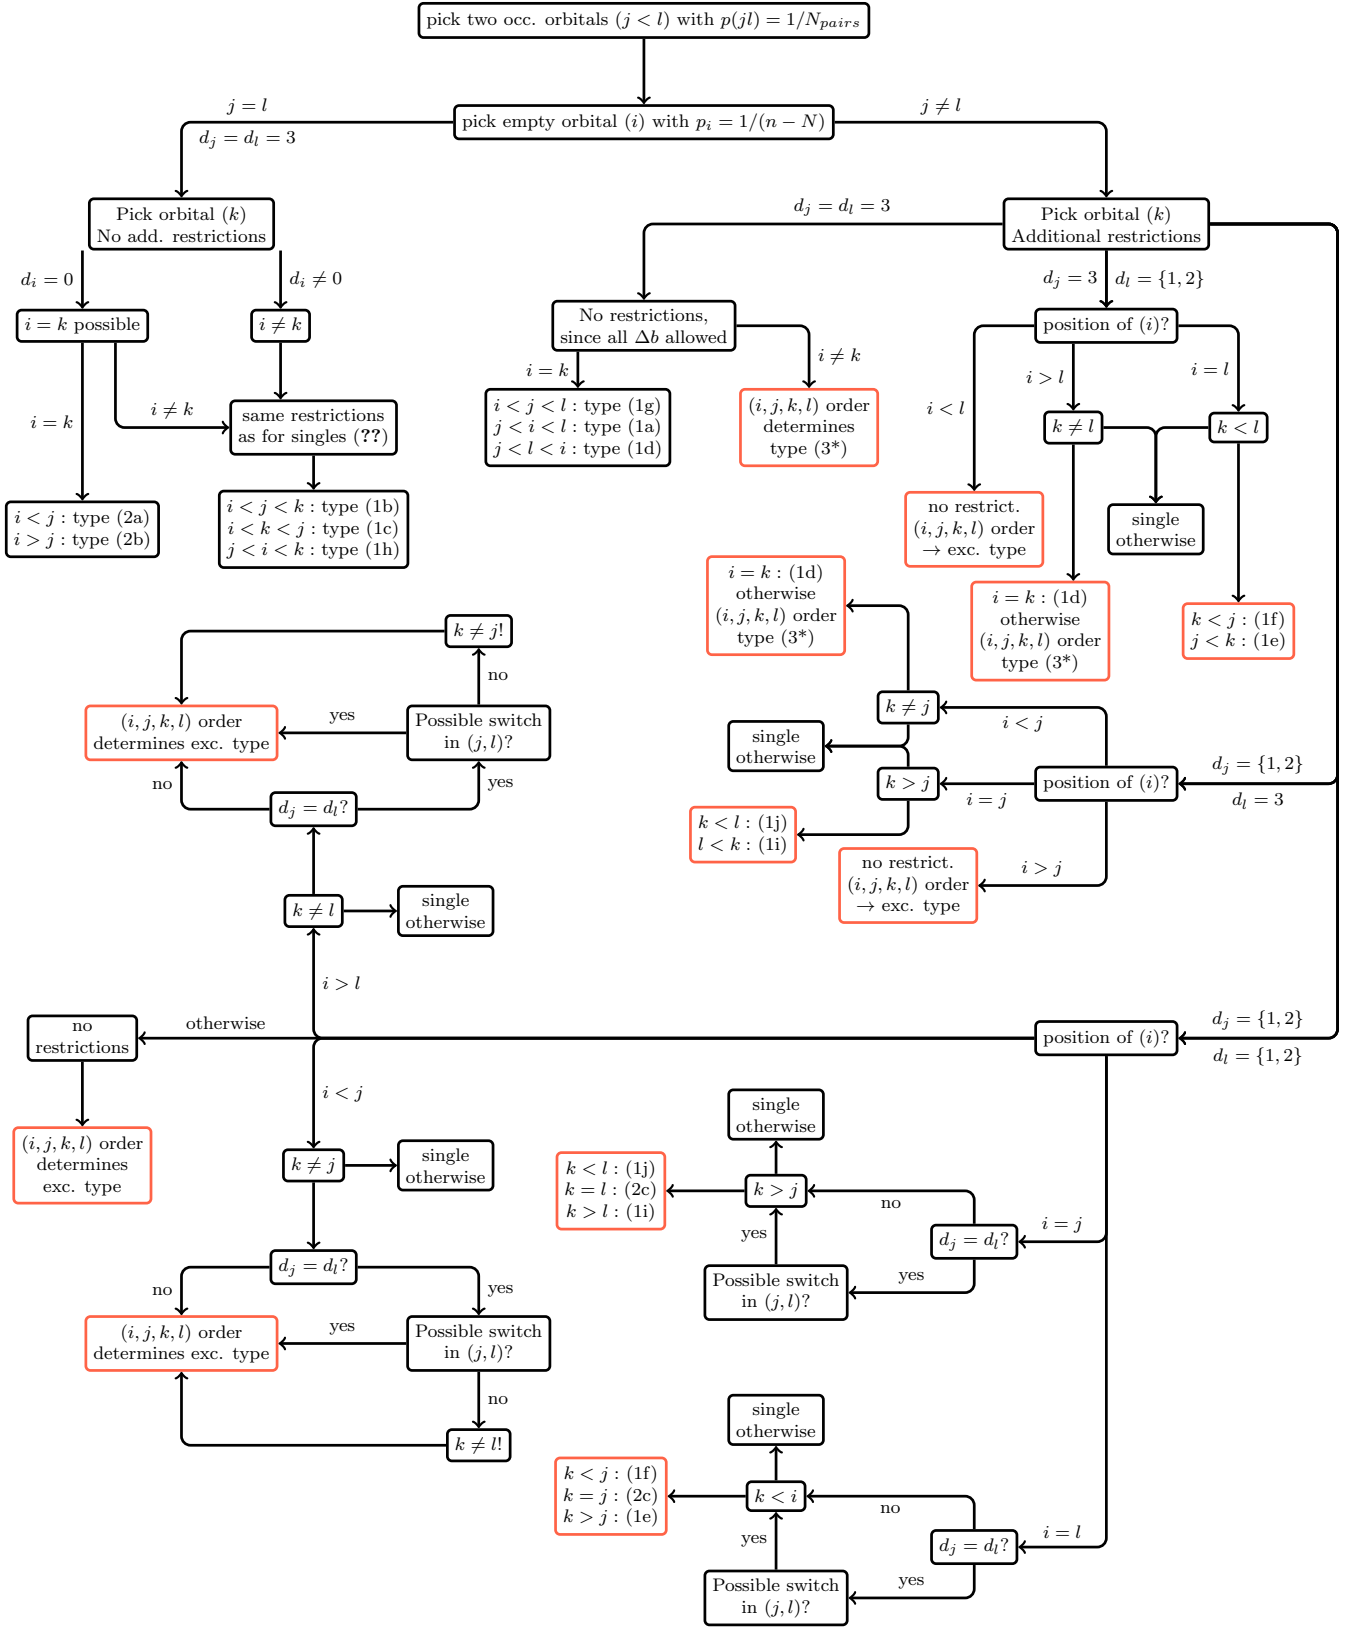 pick two occ. orbitals (j < l) with p(jl) = 1/N_pairs
j = l
d_j = d_l = 3
pick empty orbital (i) with p_i = 1/(n − N)
j ≠ l
Pick orbital (k)
No add. restrictions
d_j = d_l = 3
Pick orbital (k)
Additional restrictions
d_i = 0
d_i ≠ 0
d_j = 3
d_l = {1, 2}
i = k possible
i ≠ k
No restrictions,
since all Δb allowed
position of (i)?
i = k
i ≠ k
i = k
i ≠ k
i < l
i > l
i = l
same restrictions
as for singles (??)
i < j < l : type (1g)
j < i < l : type (1a)
j < l < i : type (1d)
(i, j, k, l) order
determines
type (3*)
k ≠ l
k < l
i < j : type (2a)
i > j : type (2b)
i < j < k : type (1b)
i < k < j : type (1c)
j < i < k : type (1h)
no restrict.
(i, j, k, l) order
→ exc. type
single
otherwise
i = k : (1d)
otherwise
(i, j, k, l) order
type (3*)
i = k : (1d)
otherwise
(i, j, k, l) order
type (3*)
k < j : (1f)
j < k : (1e)
k ≠ j!
no
(i, j, k, l) order
determines exc. type
yes
Possible switch
in (j, l)?
no
d_j = d_l?
yes
k ≠ j
i < j
single
otherwise
k > j
i = j
position of (i)?
d_j = {1, 2}
d_l = 3
k < l : (1j)
l < k : (1i)
no restrict.
(i, j, k, l) order
→ exc. type
i > j
k ≠ l
single
otherwise
i > l
no
restrictions
otherwise
position of (i)?
d_j = {1, 2}
d_l = {1, 2}
i < j
(i, j, k, l) order
determines
exc. type
k ≠ j
single
otherwise
single
otherwise
k < l : (1j)
k = l : (2c)
k > l : (1i)
k > j
no
i = j
d_j = d_l?
yes
yes
Possible switch
in (j, l)?
d_j = d_l?
no
yes
(i, j, k, l) order
determines exc. type
yes
Possible switch
in (j, l)?
no
k ≠ l!
single
otherwise
k < j : (1f)
k = j : (2c)
k > j : (1e)
k < i
no
i = l
d_j = d_l?
yes
yes
Possible switch
in (j, l)?